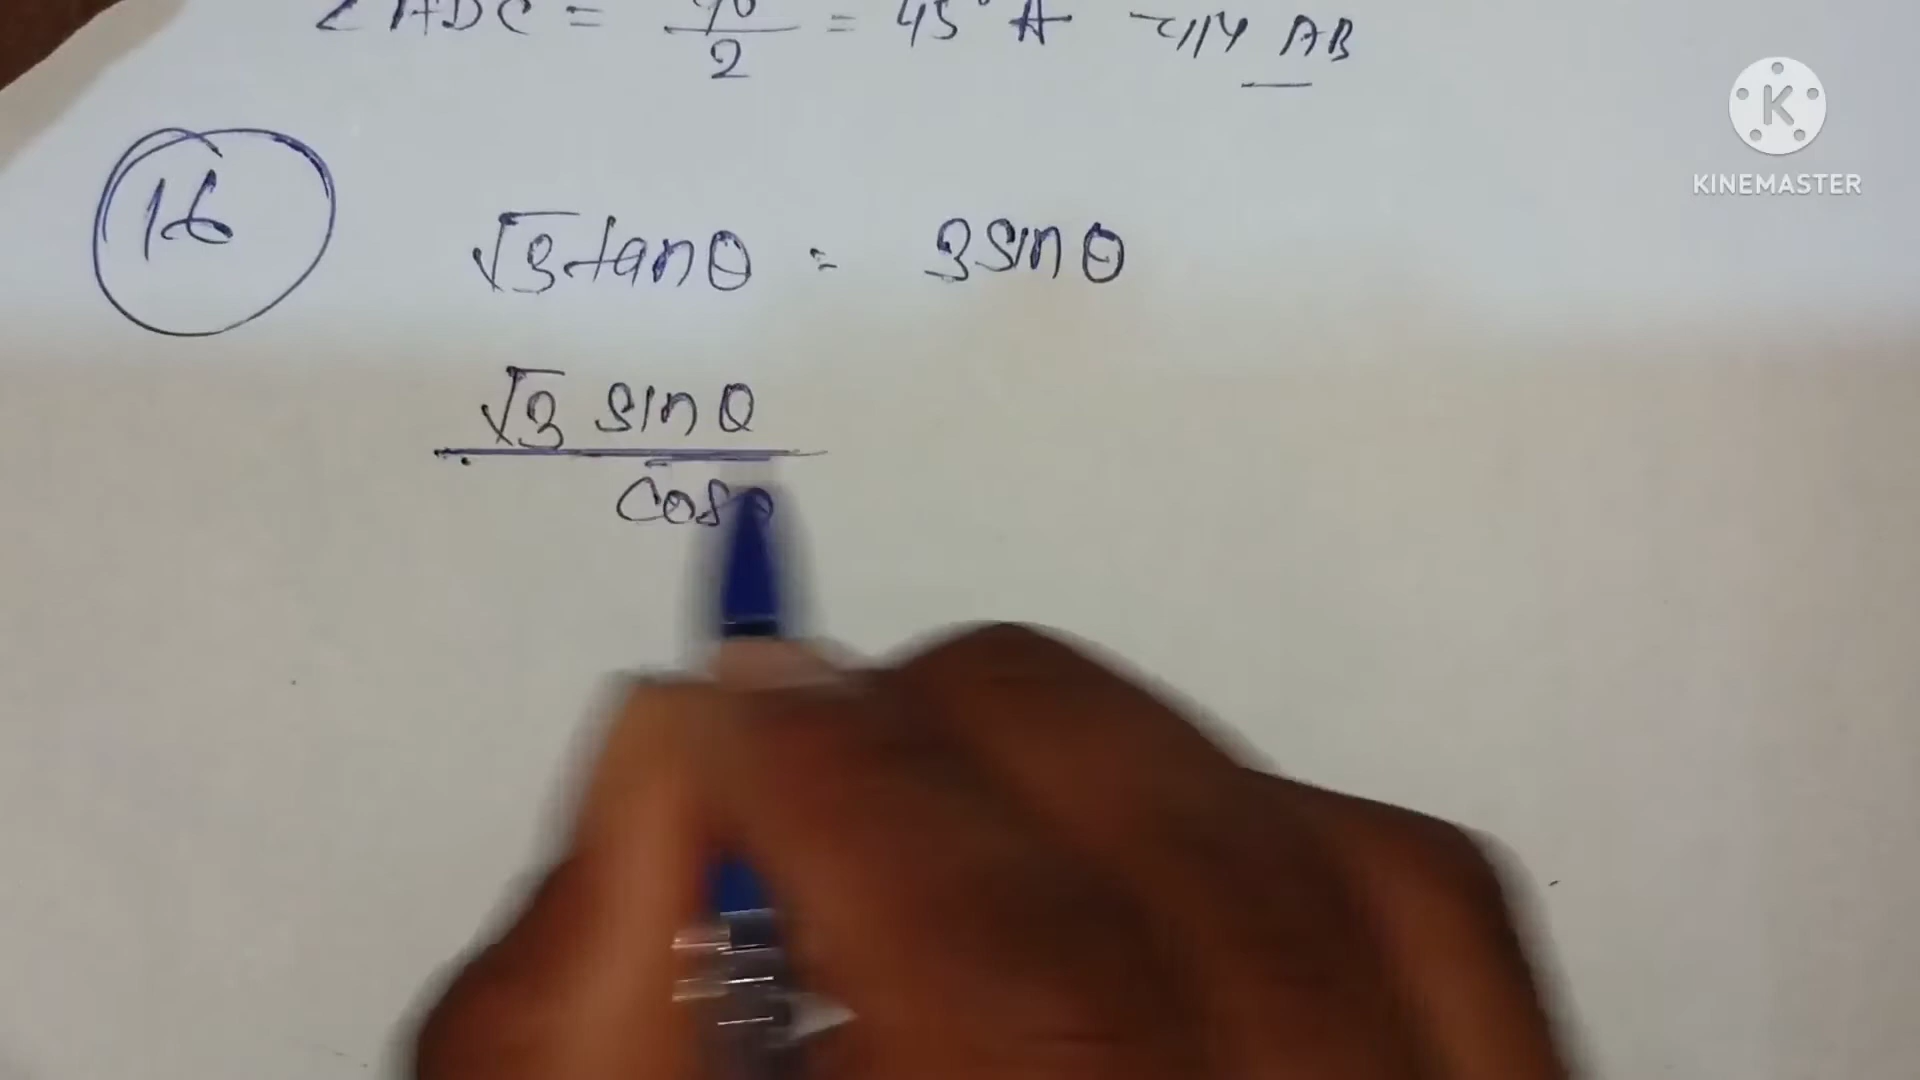 ∠ADC = 90/2 = 45° A AB
KINEMASTER
16 √3 tanθ = 3sinθ
√3 sinθ
cosθ